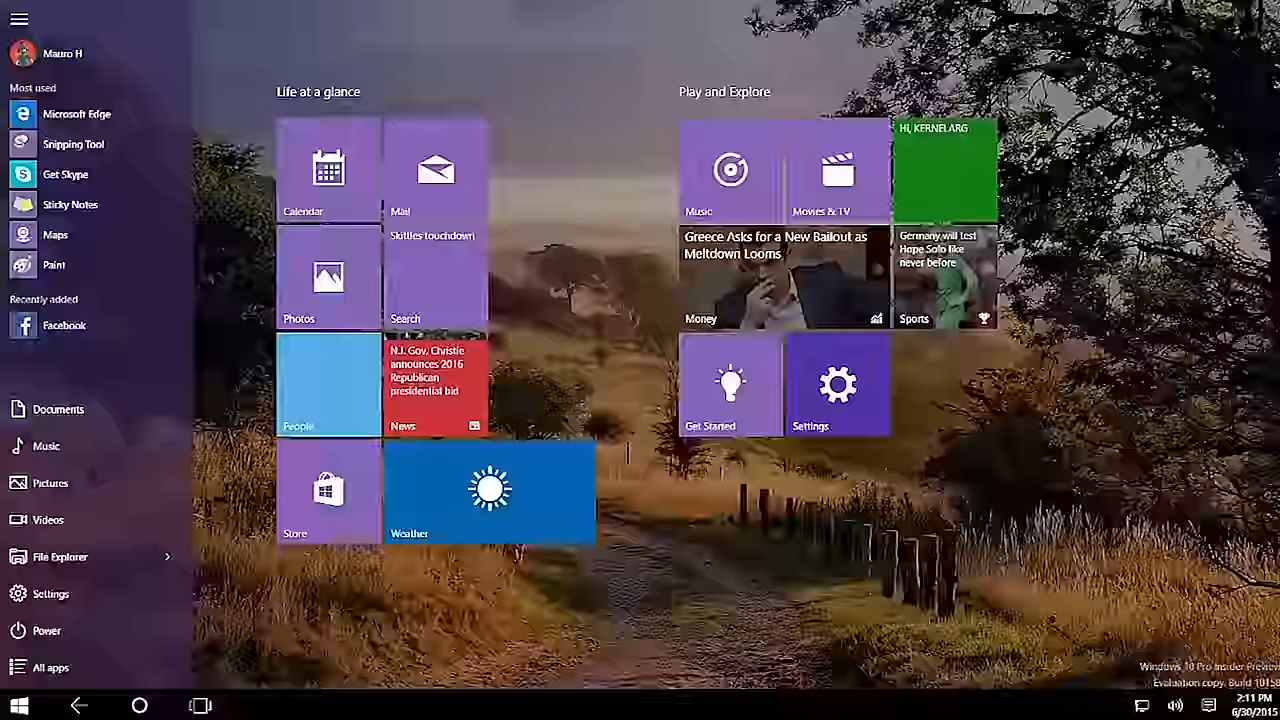 Mauro H
Most used
Microsoft Edge
Snipping Tool
Get Skype
Sticky Notes
Maps
Paint
Recently added
Facebook
Documents
Music
Pictures
Videos
File Explorer
Settings
Power
All apps
Life at a glance
Calendar
Mail
Photos
Skittles touchdown
Search
People
N.J. Gov. Christie
announces 2016
Republican
presidential bid
News
Store
Weather
Play and Explore
Music
Movies & TV
Hi, KERNELARG
Greece Asks for a New Bailout as
Meltdown Looms
Money
Germany will test
Hope Solo like
never before
Sports
Get Started
Settings
Windows 10 Pro Insider Preview
Evaluation copy. Build 10158
2:11 PM
6/30/2015